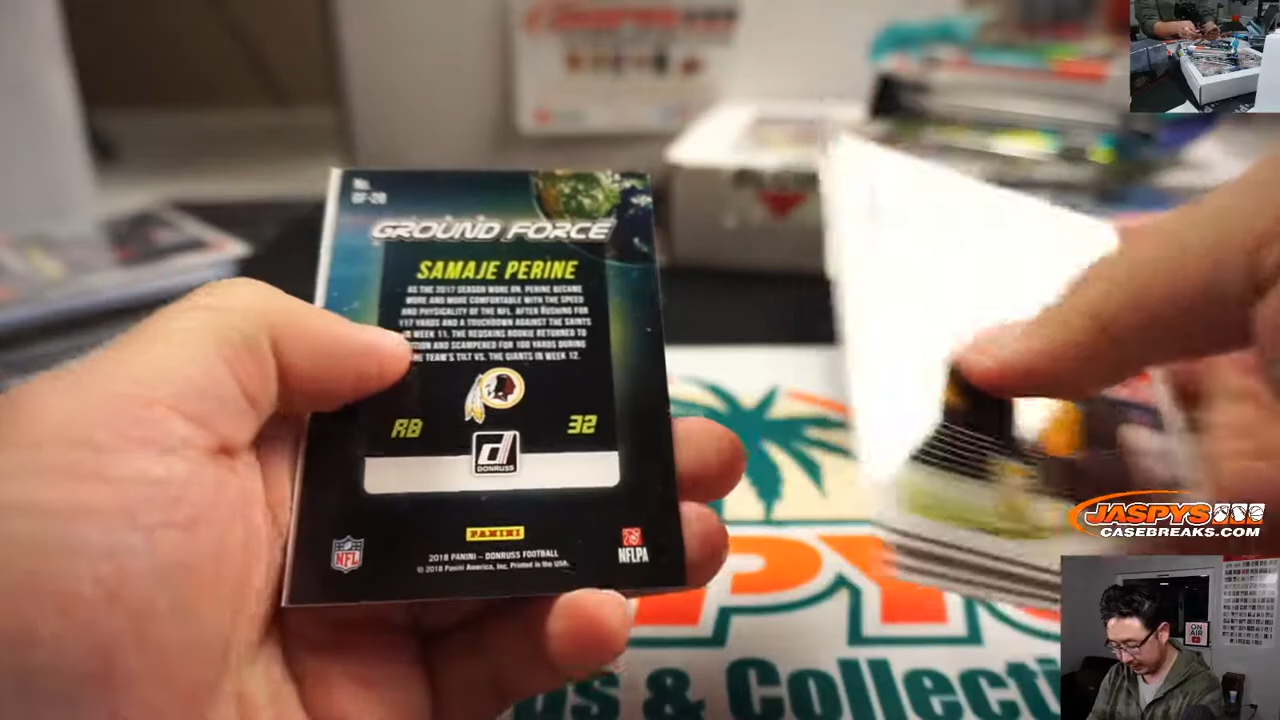 No.
GF-20
GROUND FORCE
SAMAJE PERINE
AS THE 2017 SEASON WORE ON, PERINE BECAME
MORE AND MORE COMFORTABLE WITH THE SPEED
AND PHYSICALITY OF THE NFL. AFTER RUSHING FOR
117 YARDS AND A TOUCHDOWN AGAINST THE SAINTS
WEEK 11, THE REDSKINS ROOKIE RETURNED TO
AND SCAMPERED FOR 100 YARDS DURING
TEAM'S TILT VS. THE GIANTS IN WEEK 12.
RB
32
d
DONRUSS
PANINI
NFL
NFLPA
2018 PANINI – DONRUSS FOOTBALL
© 2018 Panini America, Inc. Printed in the USA.
JASPYS
CASEBREAKS.COM
ON
AIR
& Collecti